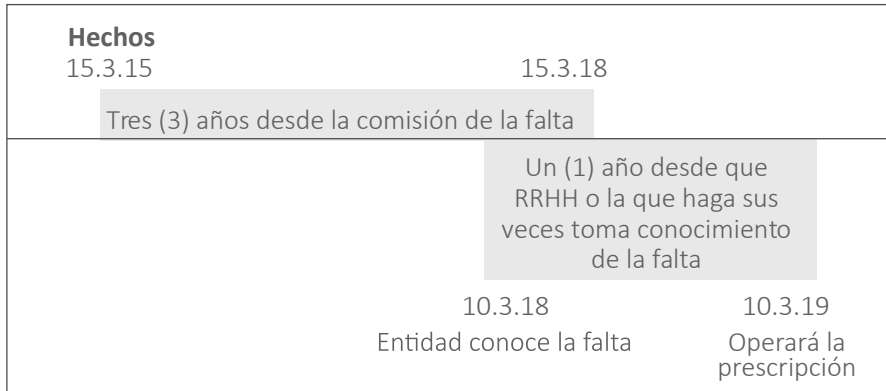 Hechos
15.3.15 15.3.18
Tres (3) años desde la comisión de la falta
Un (1) año desde que
RRHH o la que haga sus
veces toma conocimiento
de la falta
10.3.18 10.3.19
Entidad conoce la falta Operará la
prescripción